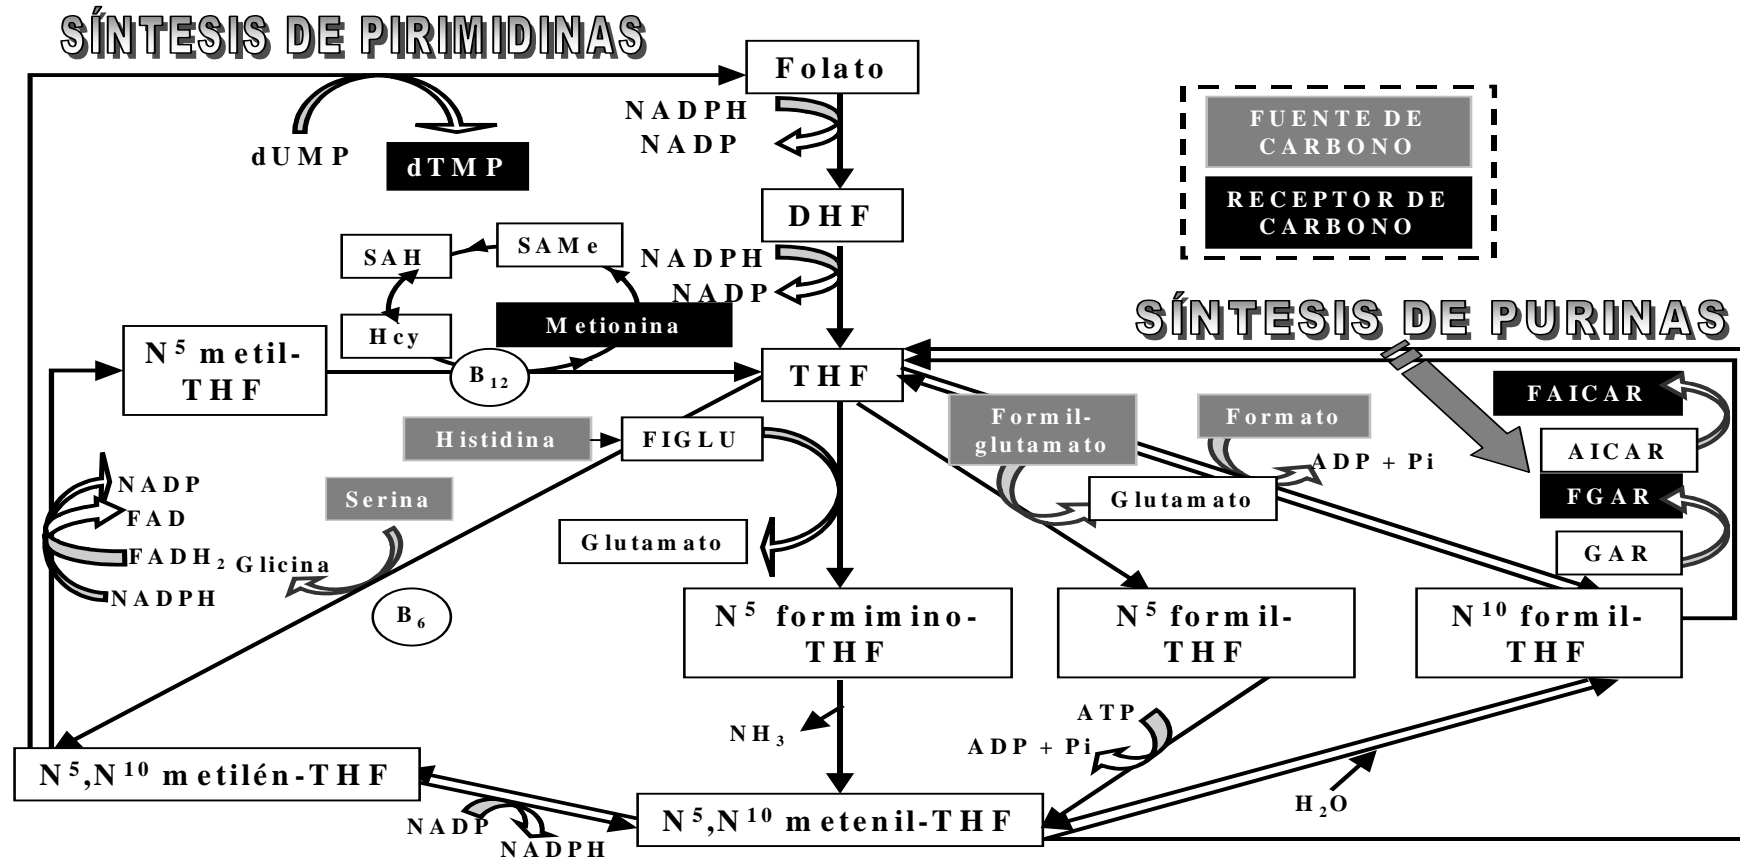 SÍNTESIS DE PIRIMIDINAS
Folato
NADPH
NADP
dUMP
dTMP
FUENTE DE
CARBONO
RECEPTOR DE
CARBONO
DHF
NADPH
NADP
SAMe
SAH
Metionina
Hcy
B₁₂
SÍNTESIS DE PURINAS
N⁵ metil-
THF
THF
FAICAR
AICAR
FGAR
GAR
Histidina
FIGLU
Formil-
glutamato
Formato
ADP + Pi
Glutamato
Serina
Glicina
B₆
NADP
FAD
FADH₂
NADPH
Glutamato
N⁵ formimino-
THF
N⁵ formil-
THF
N¹⁰ formil-
THF
NH₃
ATP
ADP + Pi
H₂O
N⁵,N¹⁰ metilén-THF
NADP
NADPH
N⁵,N¹⁰ metenil-THF